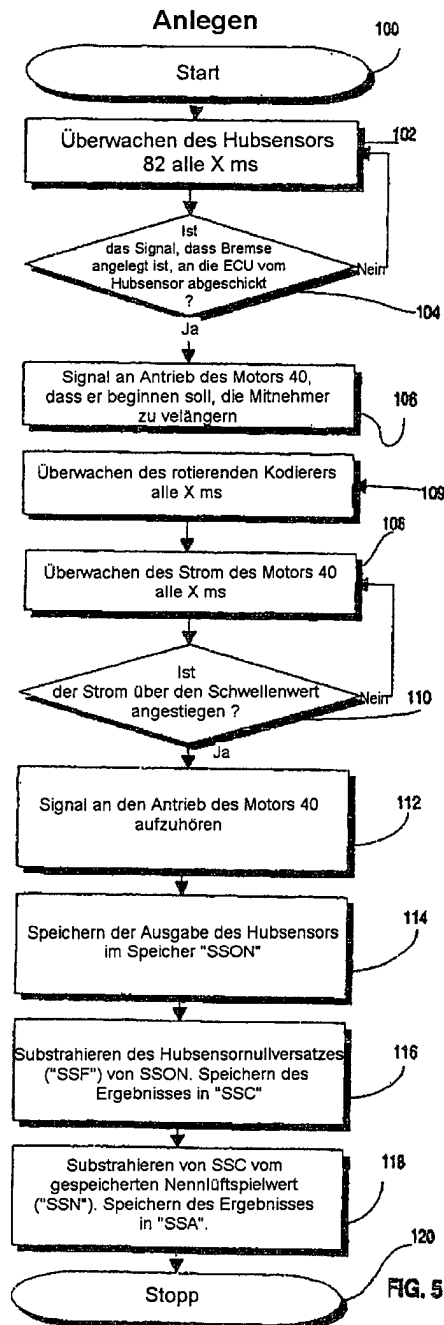 Anlegen
100
Start
Überwachen des Hubsensors
82 alle X ms
102
Ist
das Signal, dass Bremse
angelegt ist, an die ECU vom
Hubsensor abgeschickt
?
Nein
104
Ja
Signal an Antrieb des Motors 40,
dass er beginnen soll, die Mitnehmer
zu velängern
106
Überwachen des rotierenden Kodierers
alle X ms
109
108
Überwachen des Strom des Motors 40
alle X ms
Ist
der Strom über den Schwellenwert
angestiegen ?
Nein
110
Ja
Signal an den Antrieb des Motors 40
aufzuhören
112
Speichern der Ausgabe des Hubsensors
im Speicher "SSON"
114
Substrahieren des Hubsensornullversatzes
("SSF") von SSON. Speichern des
Ergebnisses in "SSC"
116
Substrahieren von SSC vom
gespeicherten Nennlüftspielwert
("SSN"). Speichern des Ergebnisses
in "SSA".
118
120
Stopp
FIG. 5